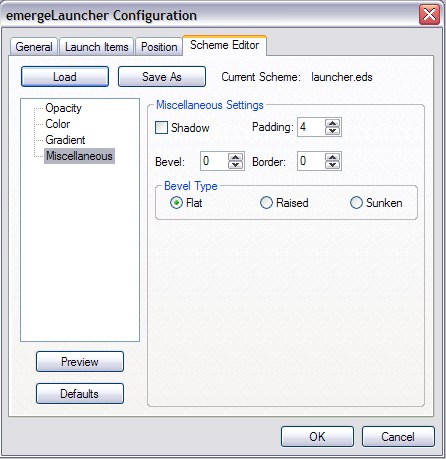 emergeLauncher Configuration
General Launch Items Position Scheme Editor
Load Save As Current Scheme: launcher.eds
Opacity
Color
Gradient
Miscellaneous
Miscellaneous Settings
Shadow Padding: 4
Bevel: 0 Border: 0
Bevel Type
Flat Raised Sunken
Preview
Defaults
OK Cancel